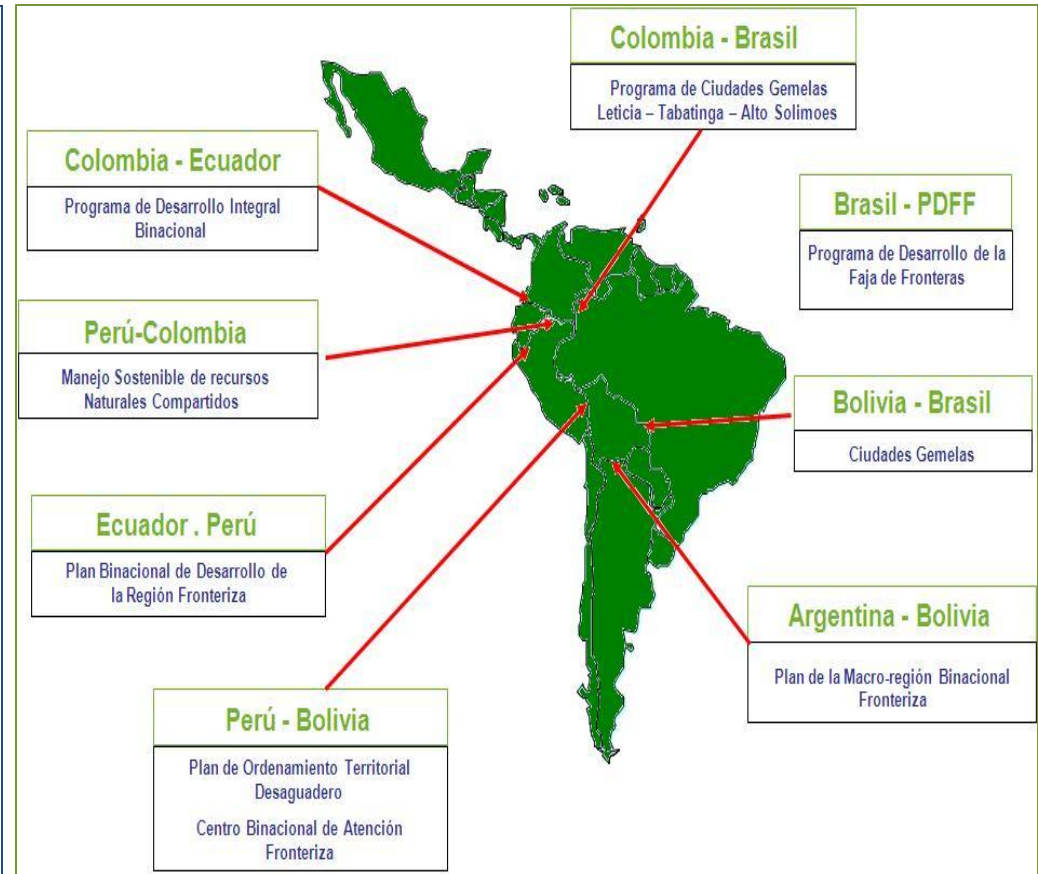 Colombia - Brasil
Programa de Ciudades Gemelas
Leticia – Tabatinga – Alto Solimoes
Colombia - Ecuador
Programa de Desarrollo Integral
Binacional
Brasil - PDFF
Programa de Desarrollo de la
Faja de Fronteras
Perú-Colombia
Manejo Sostenible de recursos
Naturales Compartidos
Bolivia - Brasil
Ciudades Gemelas
Ecuador . Perú
Plan Binacional de Desarrollo de
la Región Fronteriza
Argentina - Bolivia
Plan de la Macro-región Binacional
Fronteriza
Perú - Bolivia
Plan de Ordenamiento Territorial
Desaguadero
Centro Binacional de Atención
Fronteriza